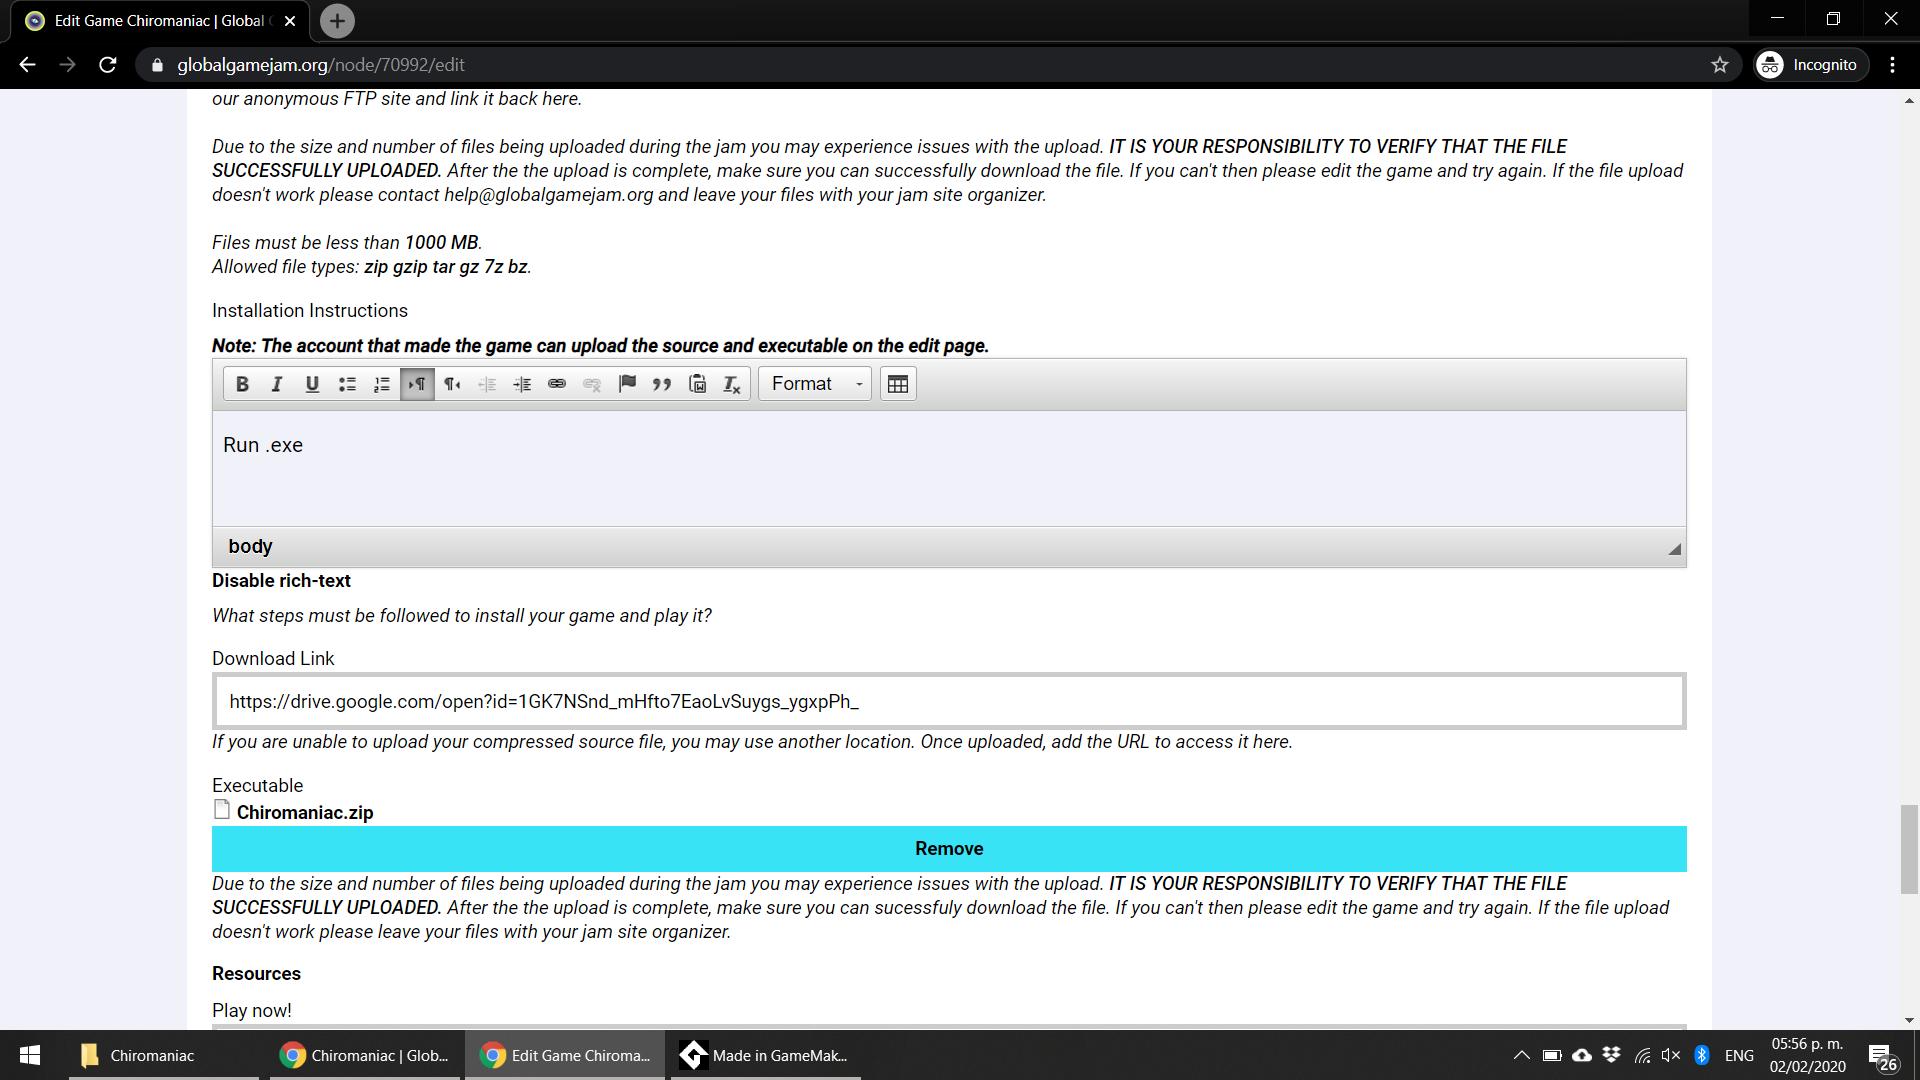 Edit Game Chiromaniac | Global
globalgamejam.org/node/70992/edit
Incognito
our anonymous FTP site and link it back here.
Due to the size and number of files being uploaded during the jam you may experience issues with the upload. IT IS YOUR RESPONSIBILITY TO VERIFY THAT THE FILE
SUCCESSFULLY UPLOADED. After the the upload is complete, make sure you can successfully download the file. If you can't then please edit the game and try again. If the file upload
doesn't work please contact help@globalgamejam.org and leave your files with your jam site organizer.
Files must be less than 1000 MB.
Allowed file types: zip gzip tar gz 7z bz.
Installation Instructions
Note: The account that made the game can upload the source and executable on the edit page.
B I U Format
Run .exe
body
Disable rich-text
What steps must be followed to install your game and play it?
Download Link
https://drive.google.com/open?id=1GK7NSnd_mHfto7EaoLvSuygs_ygxpPh_
If you are unable to upload your compressed source file, you may use another location. Once uploaded, add the URL to access it here.
Executable
Chiromaniac.zip
Remove
Due to the size and number of files being uploaded during the jam you may experience issues with the upload. IT IS YOUR RESPONSIBILITY TO VERIFY THAT THE FILE
SUCCESSFULLY UPLOADED. After the the upload is complete, make sure you can sucessfuly download the file. If you can't then please edit the game and try again. If the file upload
doesn't work please leave your files with your jam site organizer.
Resources
Play now!
Chiromaniac
Chiromaniac | Glob...
Edit Game Chiroma...
Made in GameMak...
ENG
05:56 p. m.
02/02/2020
26